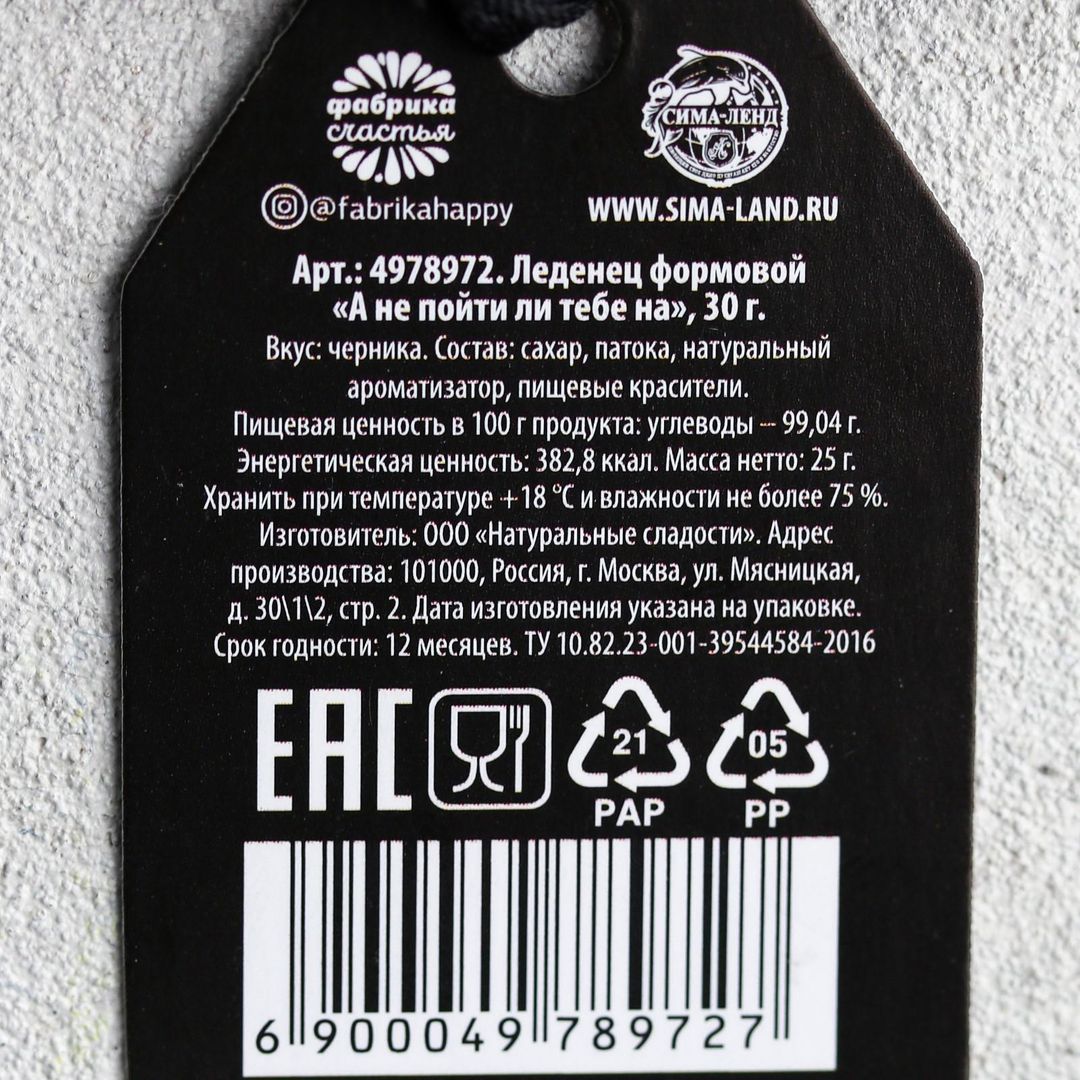 фабрика
счастья
СИМА-ЛЕНД
@fabrikahappy
WWW.SIMA-LAND.RU
Арт.: 4978972. Леденец формовой
«А не пойти ли тебе на», 30 г.
Вкус: черника. Состав: сахар, патока, натуральный
ароматизатор, пищевые красители.
Пищевая ценность в 100 г продукта: углеводы – 99,04 г.
Энергетическая ценность: 382,8 ккал. Масса нетто: 25 г.
Хранить при температуре +18 °С и влажности не более 75 %.
Изготовитель: ООО «Натуральные сладости». Адрес
производства: 101000, Россия, г. Москва, ул. Мясницкая,
д. 30\1\2, стр. 2. Дата изготовления указана на упаковке.
Срок годности: 12 месяцев. ТУ 10.82.23-001-39544584-2016
EAC
21
PAP
05
PP
6 900049 789727